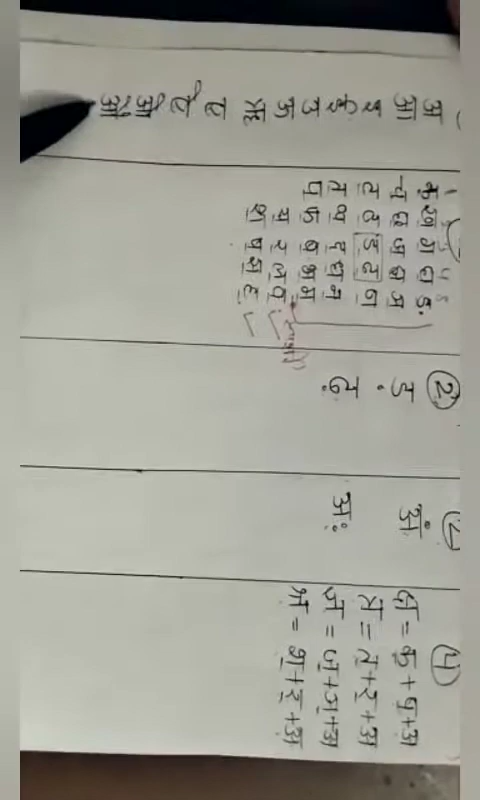 अ
आ
इ
ई
उ
ऊ
ऋ
ए
ऐ
ओ
औ
क् ख् ग् घ् ङ्
च् छ् ज् झ् ञ्
ट् ठ् ड् ढ् ण्
त् थ् द् ध् न्
प् फ् ब् भ् म्
य् र् ल् व्
श् ष् स् ह्
②
ड़
ढ़
अं
अः
④
क्ष = क्+ष्+अ
त्र = त्+र्+अ
ज्ञ = ज्+ञ्+अ
श्र = श्+र्+अ